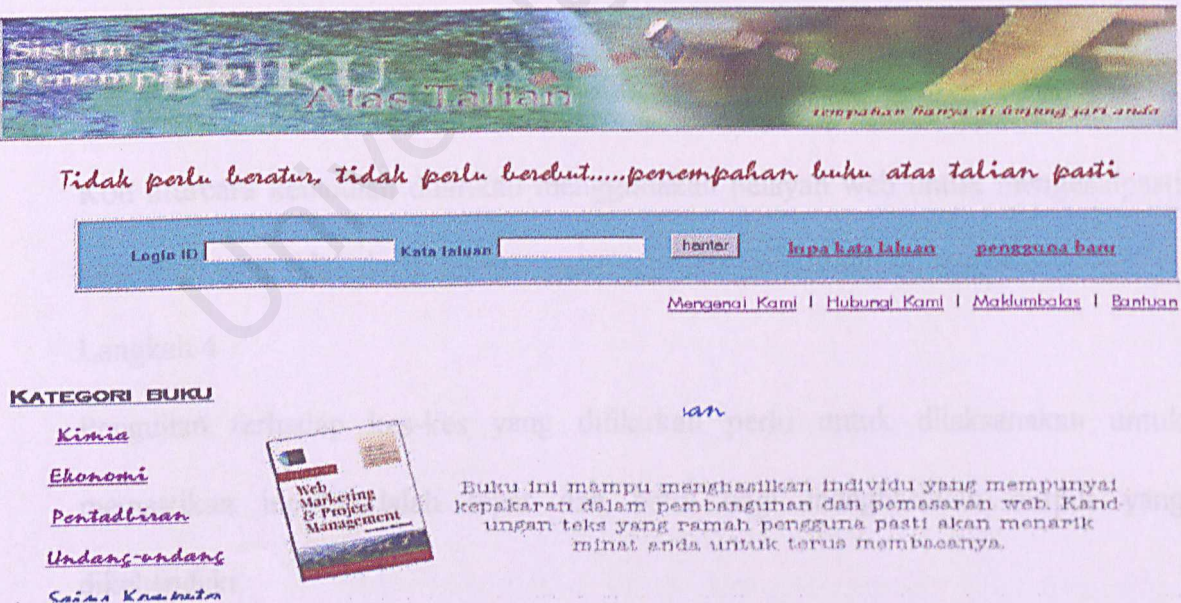 Sistem
Penempahan BUKU
Atas Talian
tempahan hanya di hujung jari anda
Tidak perlu beratur, tidak perlu berebut.....penempahan buku atas talian pasti
Login ID Kata laluan hantar lupa kata laluan pengguna baru
Mengenai Kami | Hubungi Kami | Maklumbalas | Bantuan
KATEGORI BUKU
an
Kimia
Ekonomi
Pentadbiran
Undang-undang
Sains Komputer
Web
Marketing
& Project
Management
Buku ini mampu menghasilkan individu yang mempunyai
kepakaran dalam pembangunan dan pemasaran web. Kand-
ungan teks yang ramah pengguna pasti akan menarik
minat anda untuk terus membacanya.
Langkah 4